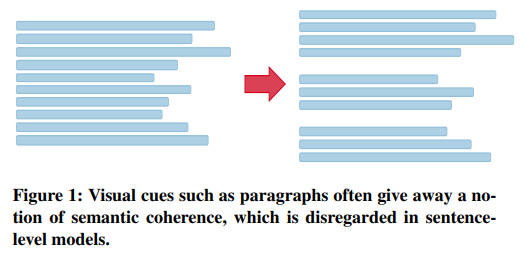 Figure 1: Visual cues such as paragraphs often give away a no-
tion of semantic coherence, which is disregarded in sentence-
level models.